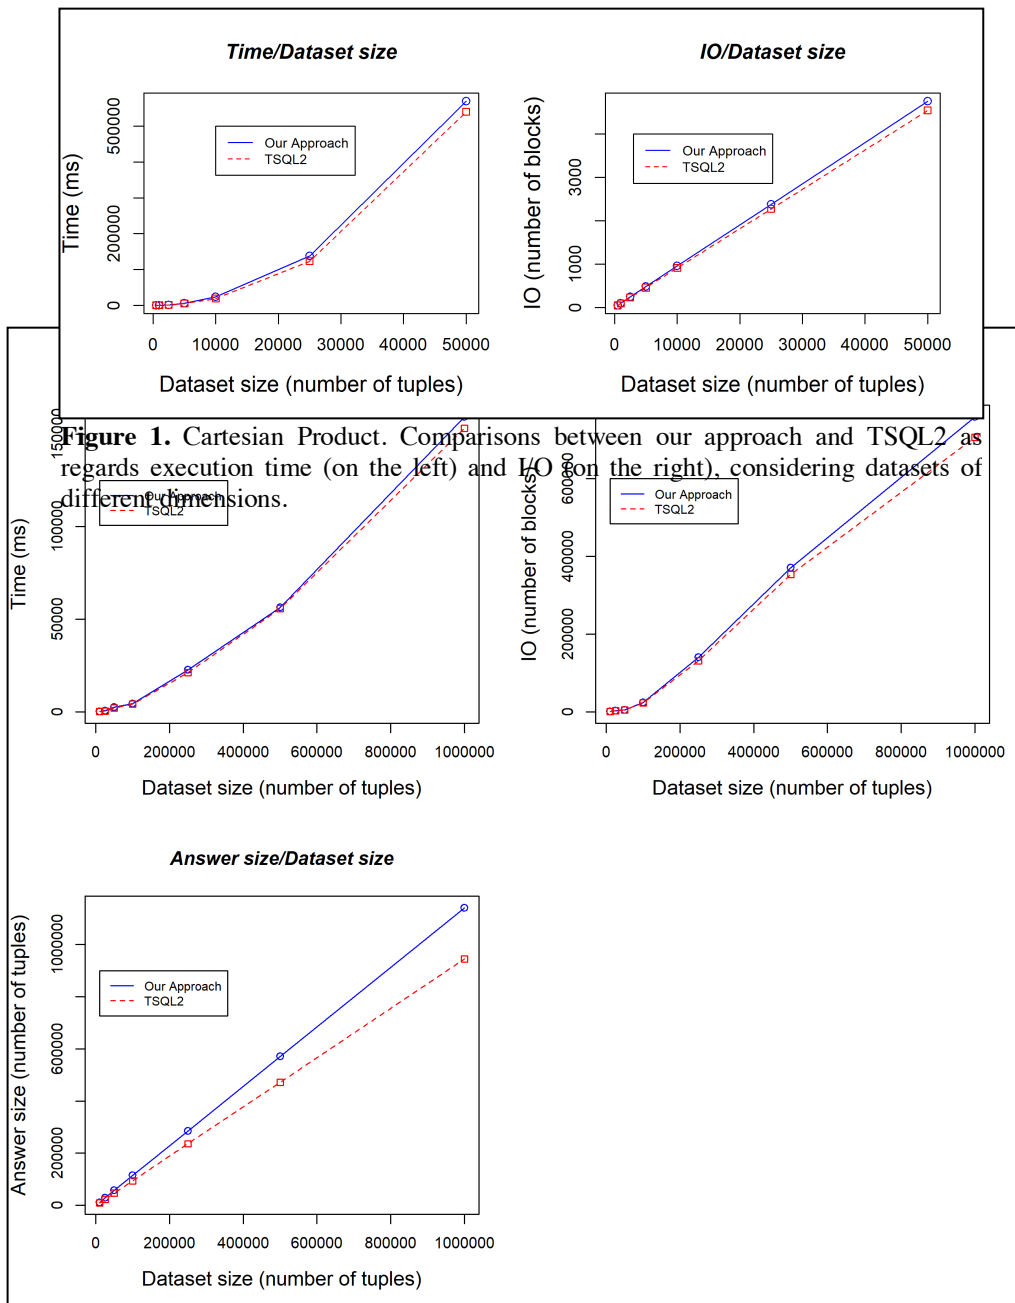 Time/Dataset size
IO/Dataset size
Time (ms)
500000
200000
0
Our Approach
TSQL2
0 10000 20000 30000 40000 50000
Dataset size (number of tuples)
IO (number of blocks)
3000
1000
0
Our Approach
TSQL2
0 10000 20000 30000 40000 50000
Dataset size (number of tuples)
Figure 1. Cartesian Product. Comparisons between our approach and TSQL2 as
regards execution time (on the left) and I/O (on the right), considering datasets of
different dimensions.
Time (ms)
150000
100000
50000
0
Our Approach
TSQL2
0 200000 400000 600000 800000 1000000
Dataset size (number of tuples)
IO (number of blocks)
600000
400000
200000
0
Our Approach
TSQL2
0 200000 400000 600000 800000 1000000
Dataset size (number of tuples)
Answer size/Dataset size
Answer size (number of tuples)
1000000
600000
200000
0
Our Approach
TSQL2
0 200000 400000 600000 800000 1000000
Dataset size (number of tuples)